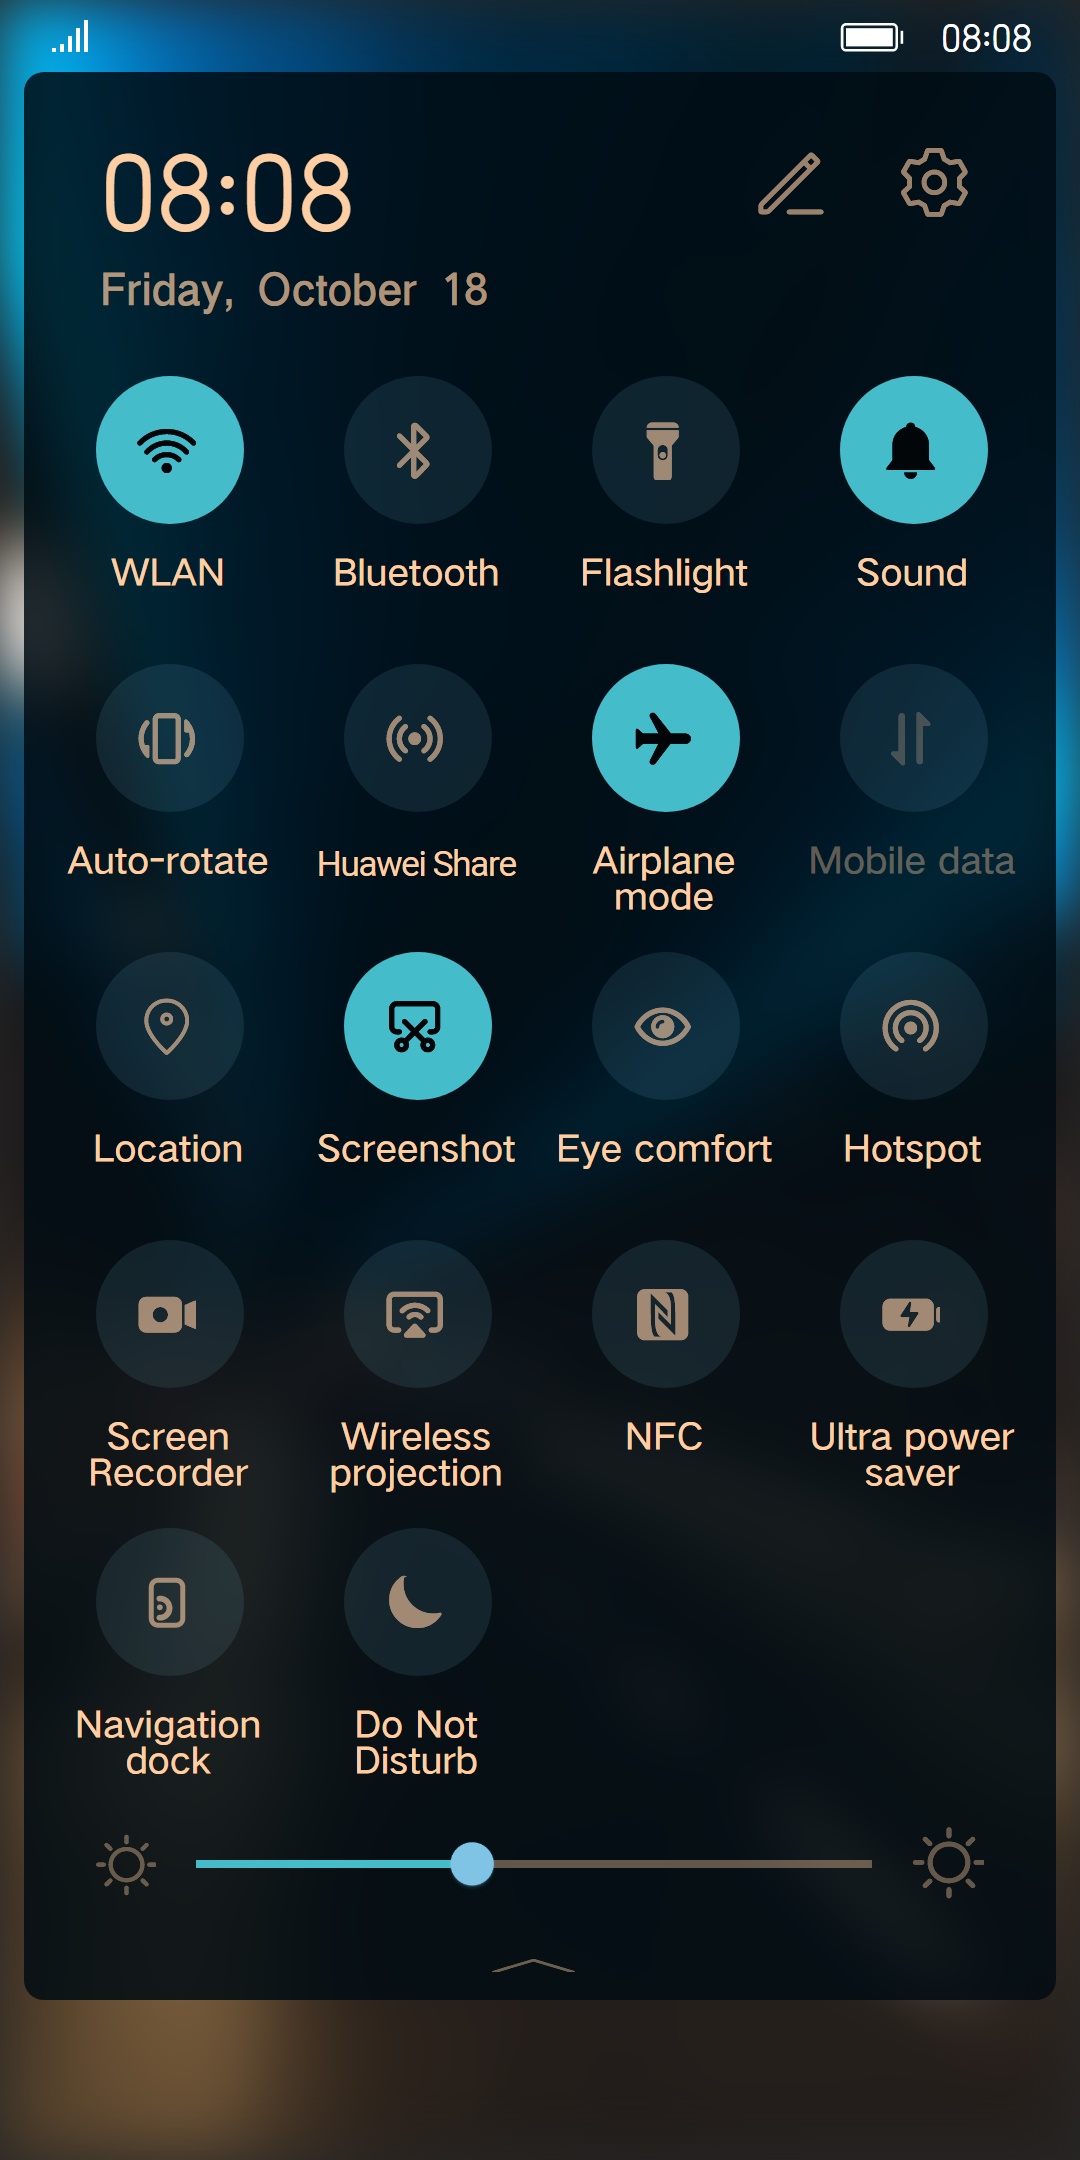 08:08
08:08
Friday, October 18
WLAN
Bluetooth
Flashlight
Sound
Auto-rotate
Huawei Share
Airplane
mode
Mobile data
Location
Screenshot
Eye comfort
Hotspot
Screen
Recorder
Wireless
projection
NFC
Ultra power
saver
Navigation
dock
Do Not
Disturb